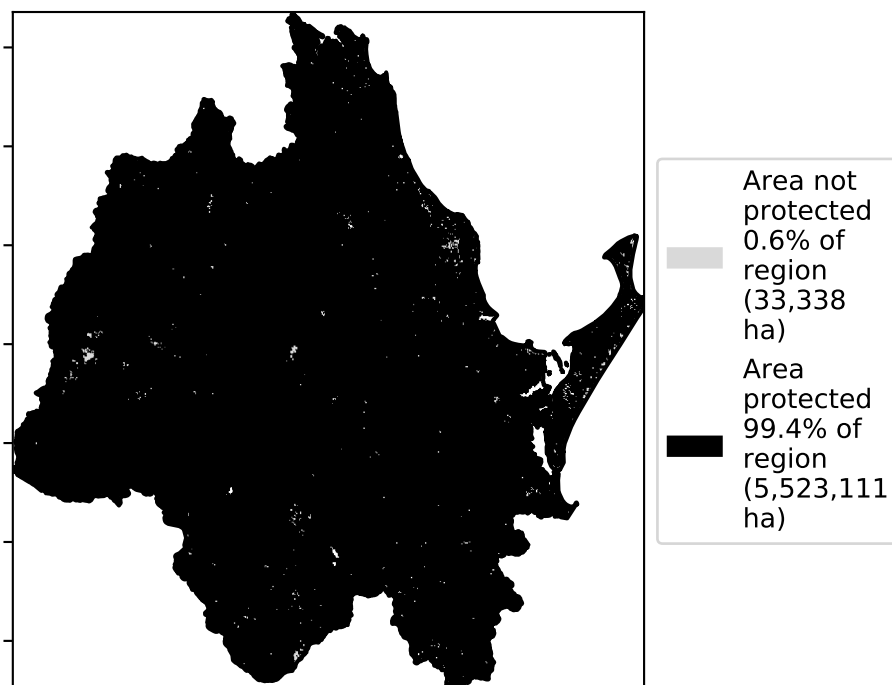 Area not
protected
0.6% of
region
(33,338
ha)
Area
protected
99.4% of
region
(5,523,111
ha)